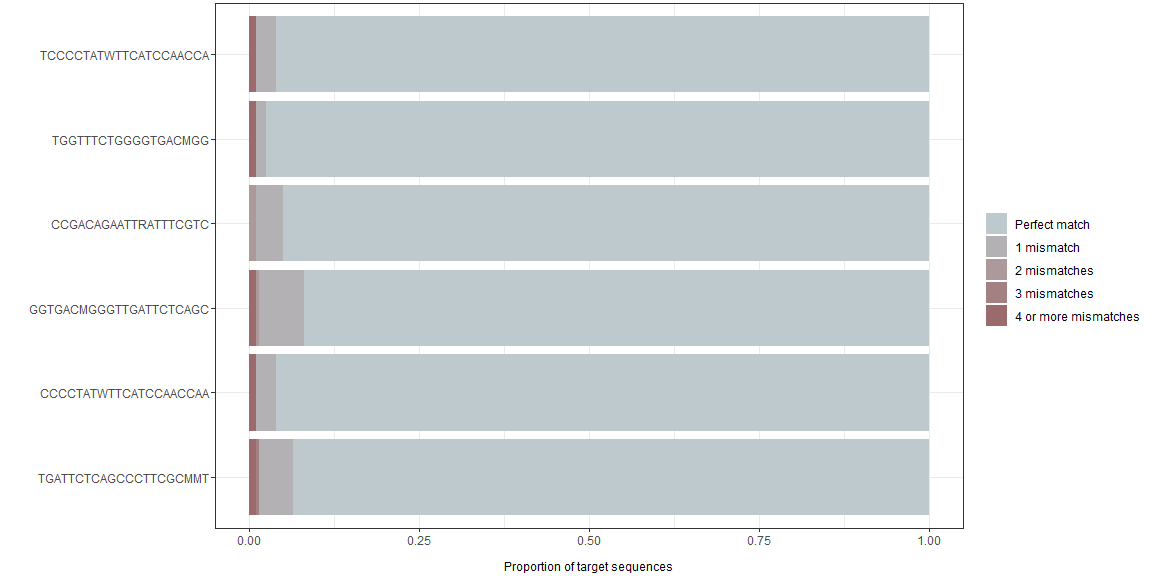 TCCCCTATWTTCATCCAACCA
TGGTTTCTGGGGTGACMGG
CCGACAGAATTRATTTCGTC
GGTGACMGGGTTGATTCTCAGC
CCCCTATWTTCATCCAACCAA
TGATTCTCAGCCCTTCGCMMT
0.00 0.25 0.50 0.75 1.00
Proportion of target sequences
Perfect match
1 mismatch
2 mismatches
3 mismatches
4 or more mismatches